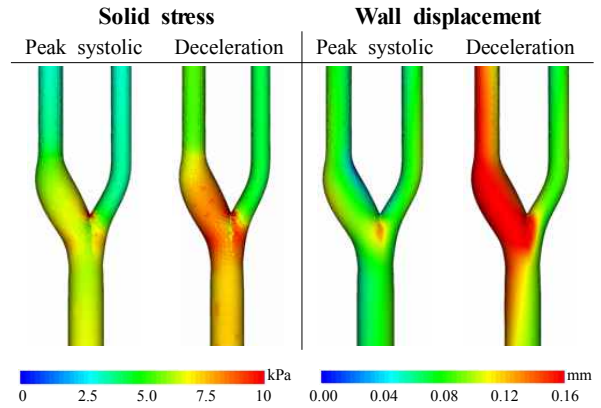 Solid stress Wall displacement
Peak systolic Deceleration Peak systolic Deceleration
kPa mm
0 2.5 5.0 7.5 10 0.00 0.04 0.08 0.12 0.16